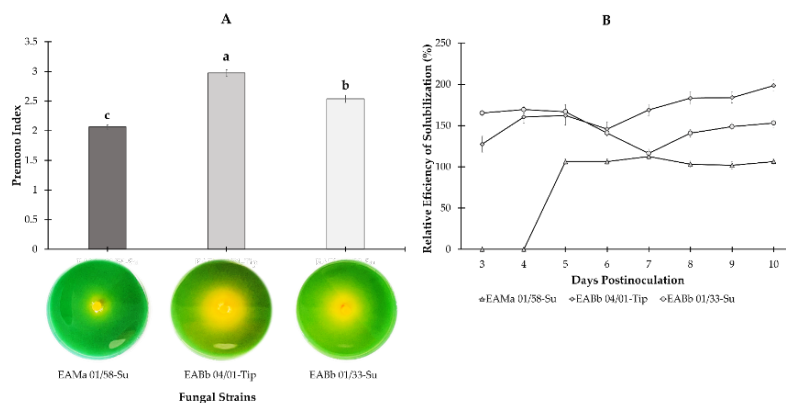 A
a
b
c
Premono Index
3.5
3
2.5
2
1.5
1
0.5
0
EAMa 01/58-Su
EABb 04/01-Tip
EABb 01/33-Su
Fungal Strains
B
Relative Eficiency of Solubilization (%)
250
200
150
100
50
0
3 4 5 6 7 8 9 10
Days Postinoculation
EAMa 01/58-Su EABb 04/01-Tip EABb 01/33-Su